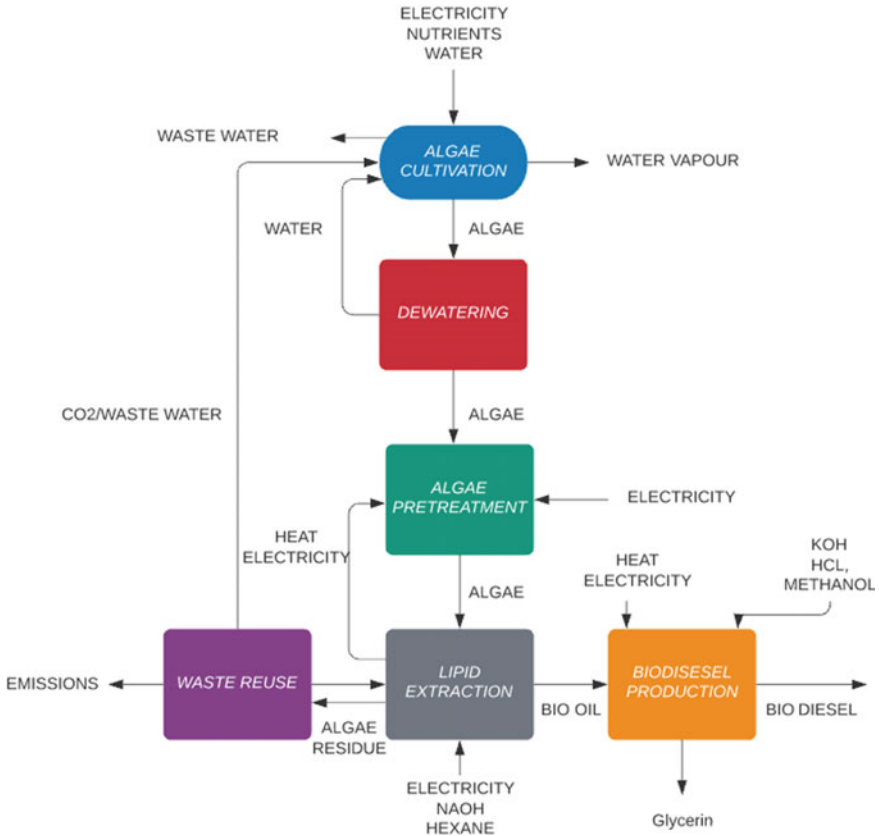 ELECTRICITY
NUTRIENTS
WATER
WASTE WATER
ALGAE
CULTIVATION
WATER VAPOUR
WATER
ALGAE
DEWATERING
CO2/WASTE WATER
ALGAE
ALGAE
PRETREATMENT
ELECTRICITY
HEAT
ELECTRICITY
ALGAE
HEAT
ELECTRICITY
KOH
HCL,
METHANOL
EMISSIONS
WASTE REUSE
LIPID
EXTRACTION
BIODISESEL
PRODUCTION
ALGAE
RESIDUE
BIO OIL
BIO DIESEL
ELECTRICITY
NAOH
HEXANE
Glycerin